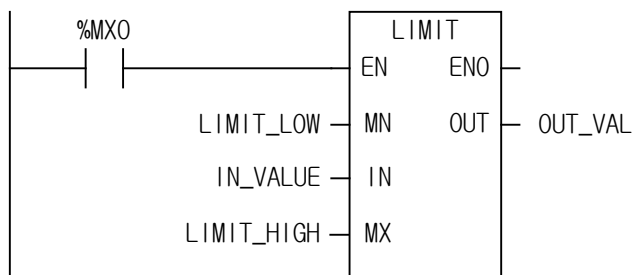 %MX0 LIMIT
EN ENO
LIMIT_LOW MN OUT OUT_VAL
IN_VALUE IN
LIMIT_HIGH MX